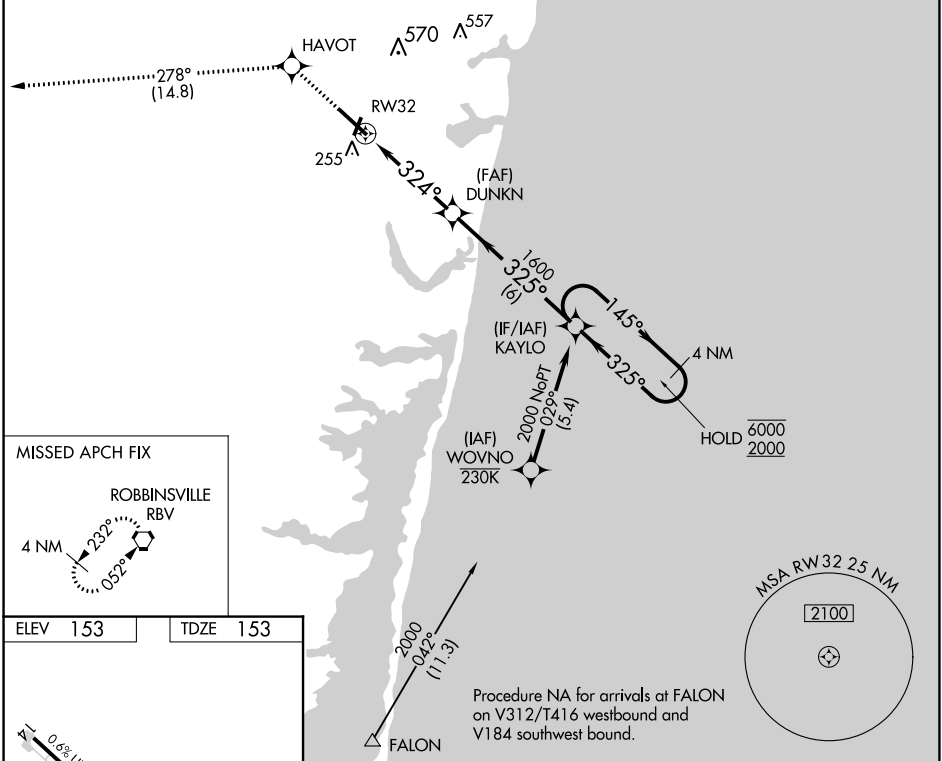 HAVOT
570
557
278°
(14.8)
RW32
255
324°
(FAF)
DUNKN
1600
325°
(6)
(IF/IAF)
KAYLO
145°
4 NM
325°
HOLD 6000
2000
2000 NoPT
029°
(5.4)
(IAF)
WOVNO
230K
MISSED APCH FIX
ROBBINSVILLE
RBV
4 NM
232°
052°
ELEV 153
TDZE 153
14
0.6%
2000
042°
(11.3)
FALON
Procedure NA for arrivals at FALON
on V312/T416 westbound and
V184 southwest bound.
MSA RW32 25 NM
2100